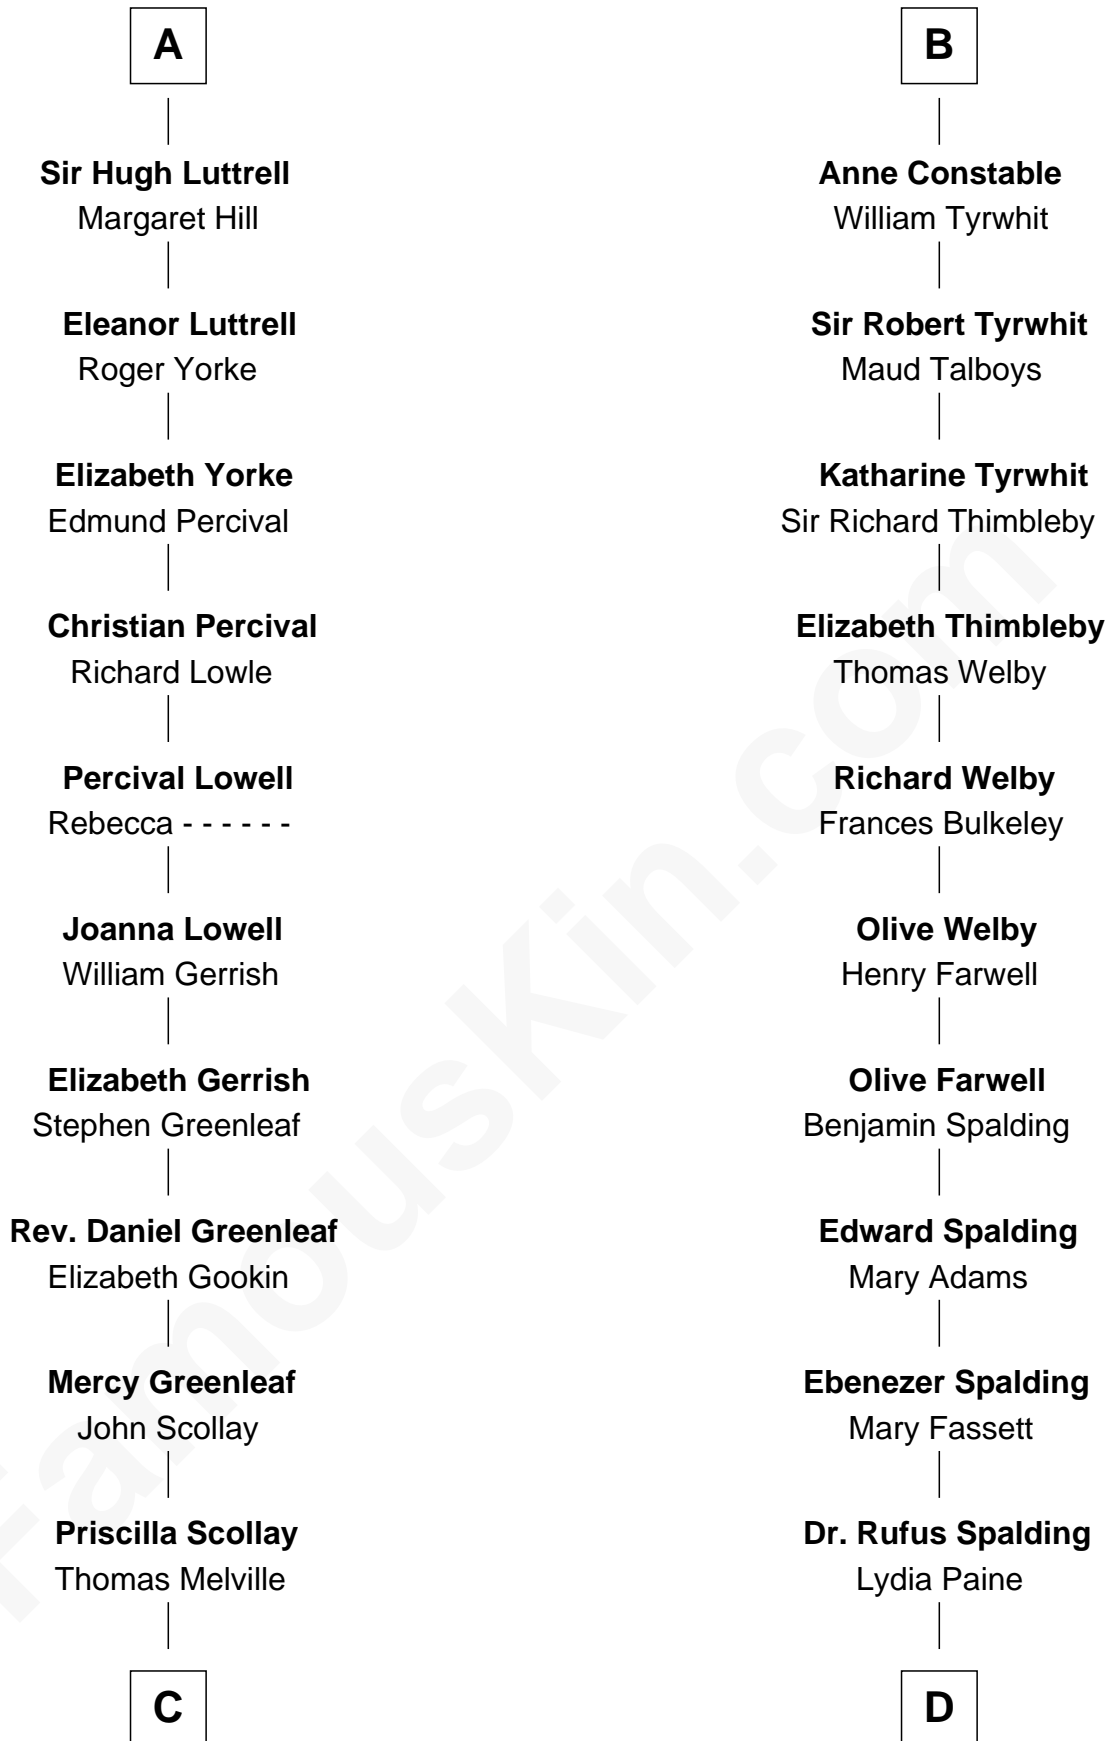 A
Sir Hugh Luttrell
Margaret Hill
Eleanor Luttrell
Roger Yorke
Elizabeth Yorke
Edmund Percival
Christian Percival
Richard Lowle
Percival Lowell
Rebecca - - - - - -
Joanna Lowell
William Gerrish
Elizabeth Gerrish
Stephen Greenleaf
Rev. Daniel Greenleaf
Elizabeth Gookin
Mercy Greenleaf
John Scollay
Priscilla Scollay
Thomas Melville
C
B
Anne Constable
William Tyrwhit
Sir Robert Tyrwhit
Maud Talboys
Katharine Tyrwhit
Sir Richard Thimbleby
Elizabeth Thimbleby
Thomas Welby
Richard Welby
Frances Bulkeley
Olive Welby
Henry Farwell
Olive Farwell
Benjamin Spalding
Edward Spalding
Mary Adams
Ebenezer Spalding
Mary Fassett
Dr. Rufus Spalding
Lydia Paine
D
FamousKin.com